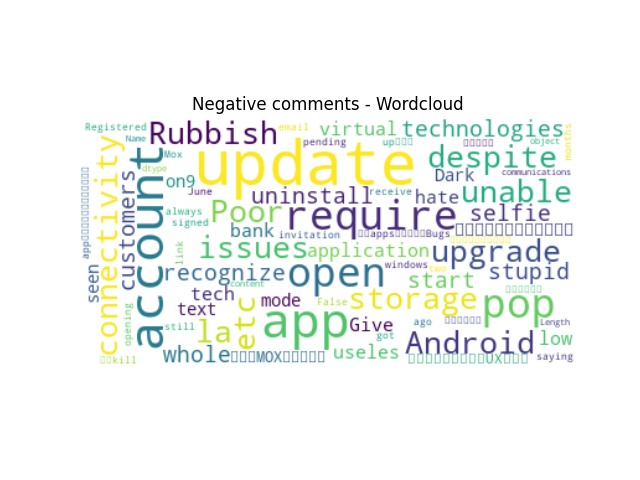 Negative comments - Wordcloud
Registered
Name
Rubbish
email
pending
virtual
technologies
up
object
months
connectivity
account
Mox
dtype
update
despite
communications
on9
Dark
customers
June
uninstall
receive
hate
unable
always
signed
Poor
require
selfie
app
bank
invitation
apps
Bugs
link
issues
application
windows
two
upgrade
seen
recognize
open
start
stupid
content
tech
mode
False
storage
pop
opening
text
etc
still
la
app
Give
ago
Length
got
Android
low
kill
whole
MOX
useles
UX
saying